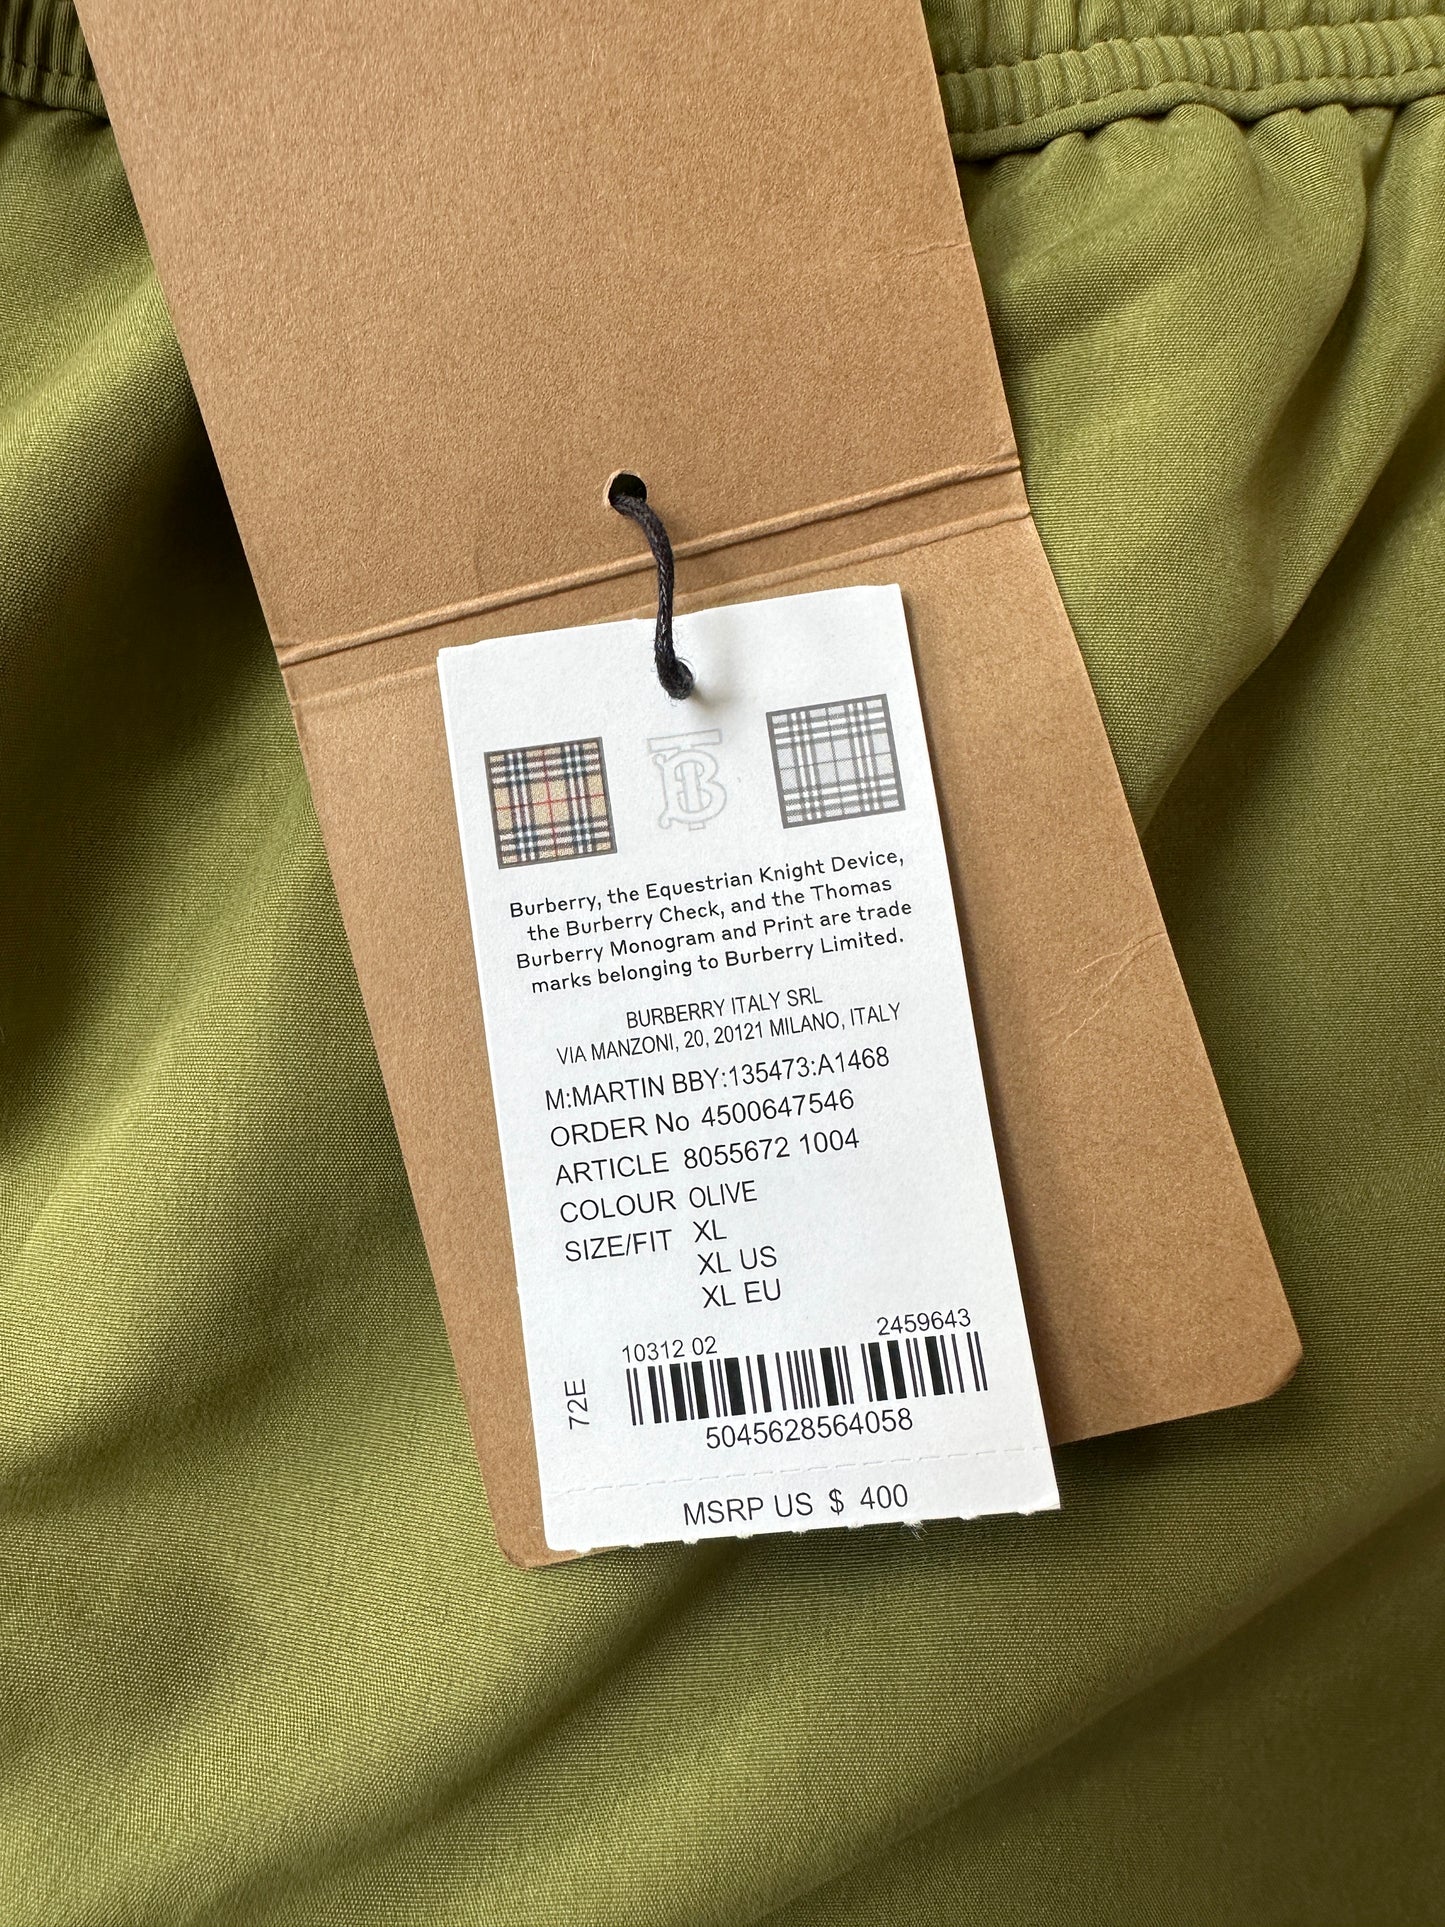 Burberry, the Equestrian Knight Device,
the Burberry Check, and the Thomas
Burberry Monogram and Print are trade
marks belonging to Burberry Limited.
BURBERRY ITALY SRL
VIA MANZONI, 20, 20121 MILANO, ITALY
M:MARTIN BBY:135473:A1468
ORDER No 4500647546
ARTICLE 8055672 1004
COLOUR OLIVE
SIZE/FIT XL
XL US
XL EU
10312 02 2459643
72E
5045628564058
MSRP US $ 400